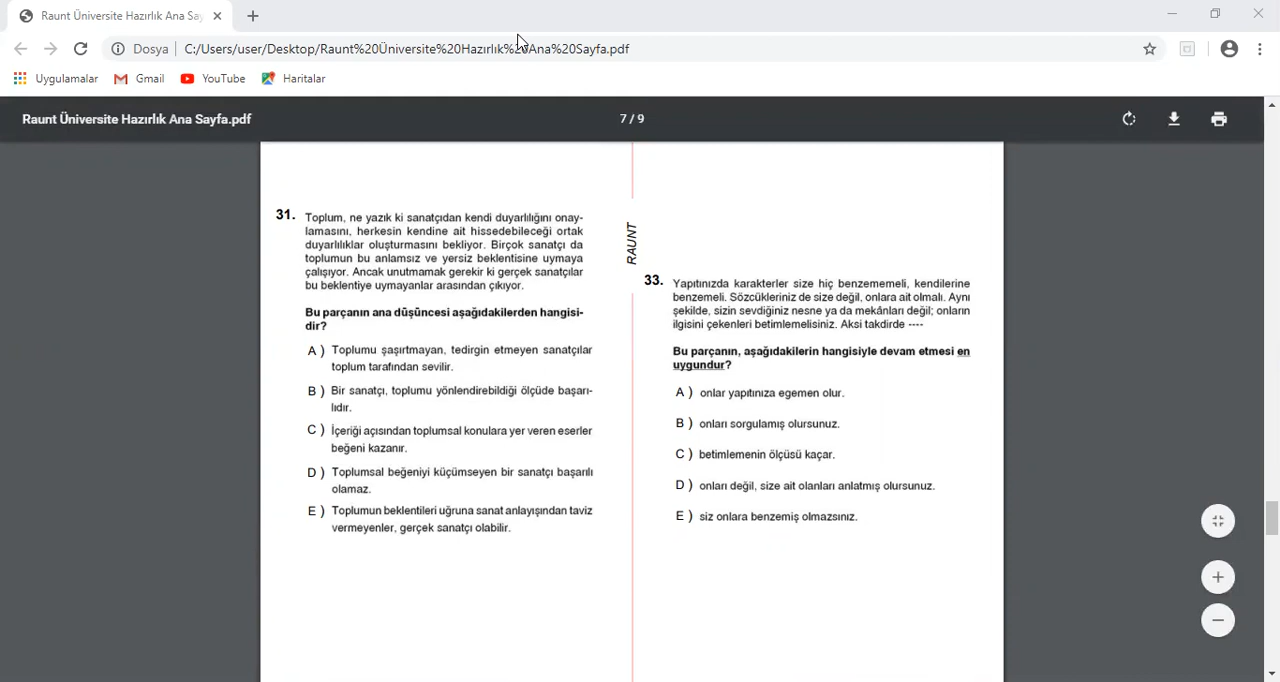 Raunt Üniversite Hazırlık Ana Say
Dosya
C:/Users/user/Desktop/Raunt%20Üniversite%20Hazırlık%20Ana%20Sayfa.pdf
Uygulamalar
Gmail
YouTube
Haritalar
Raunt Üniversite Hazırlık Ana Sayfa.pdf
7 / 9
31.
Toplum, ne yazık ki sanatçıdan kendi duyarlılığını onay-
lamasını, herkesin kendine ait hissedebileceği ortak
duyarlılıklar oluşturmasını bekliyor. Birçok sanatçı da
toplumun bu anlamsız ve yersiz beklentisine uymaya
çalışıyor. Ancak unutmamak gerekir ki gerçek sanatçılar
bu beklentiye uymayanlar arasından çıkıyor.
Bu parçanın ana düşüncesi aşağıdakilerden hangisi-
dir?
A ) Toplumu şaşırtmayan, tedirgin etmeyen sanatçılar
toplum tarafından sevilir.
B ) Bir sanatçı, toplumu yönlendirebildiği ölçüde başarı-
lıdır.
C ) İçeriği açısından toplumsal konulara yer veren eserler
beğeni kazanır.
D ) Toplumsal beğeniyi küçümseyen bir sanatçı başarılı
olamaz.
E ) Toplumun beklentileri uğruna sanat anlayışından taviz
vermeyenler, gerçek sanatçı olabilir.
RAUNT
33.
Yapıtınızda karakterler size hiç benzememeli, kendilerine
benzemeli. Sözcükleriniz de size değil, onlara ait olmalı. Aynı
şekilde, sizin sevdiğiniz nesne ya da mekânları değil; onların
ilgisini çekenleri betimlemelisiniz. Aksi takdirde ----
Bu parçanın, aşağıdakilerin hangisiyle devam etmesi en
uygundur?
A ) onlar yapıtınıza egemen olur.
B ) onları sorgulamış olursunuz.
C ) betimlemenin ölçüsü kaçar.
D ) onları değil, size ait olanları anlatmış olursunuz.
E ) siz onlara benzemiş olmazsınız.